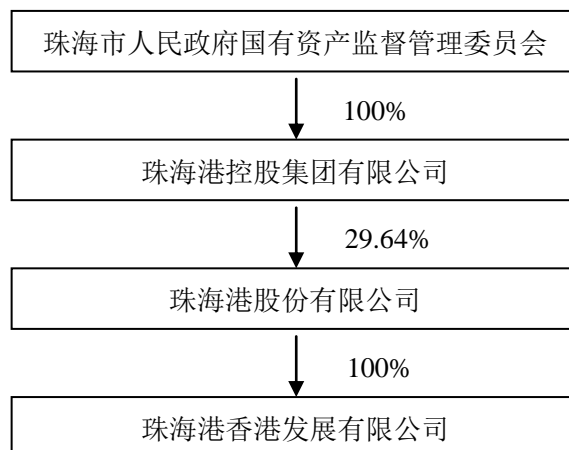 珠海市人民政府国有资产监督管理委员会
100%
珠海港控股集团有限公司
29.64%
珠海港股份有限公司
100%
珠海港香港发展有限公司